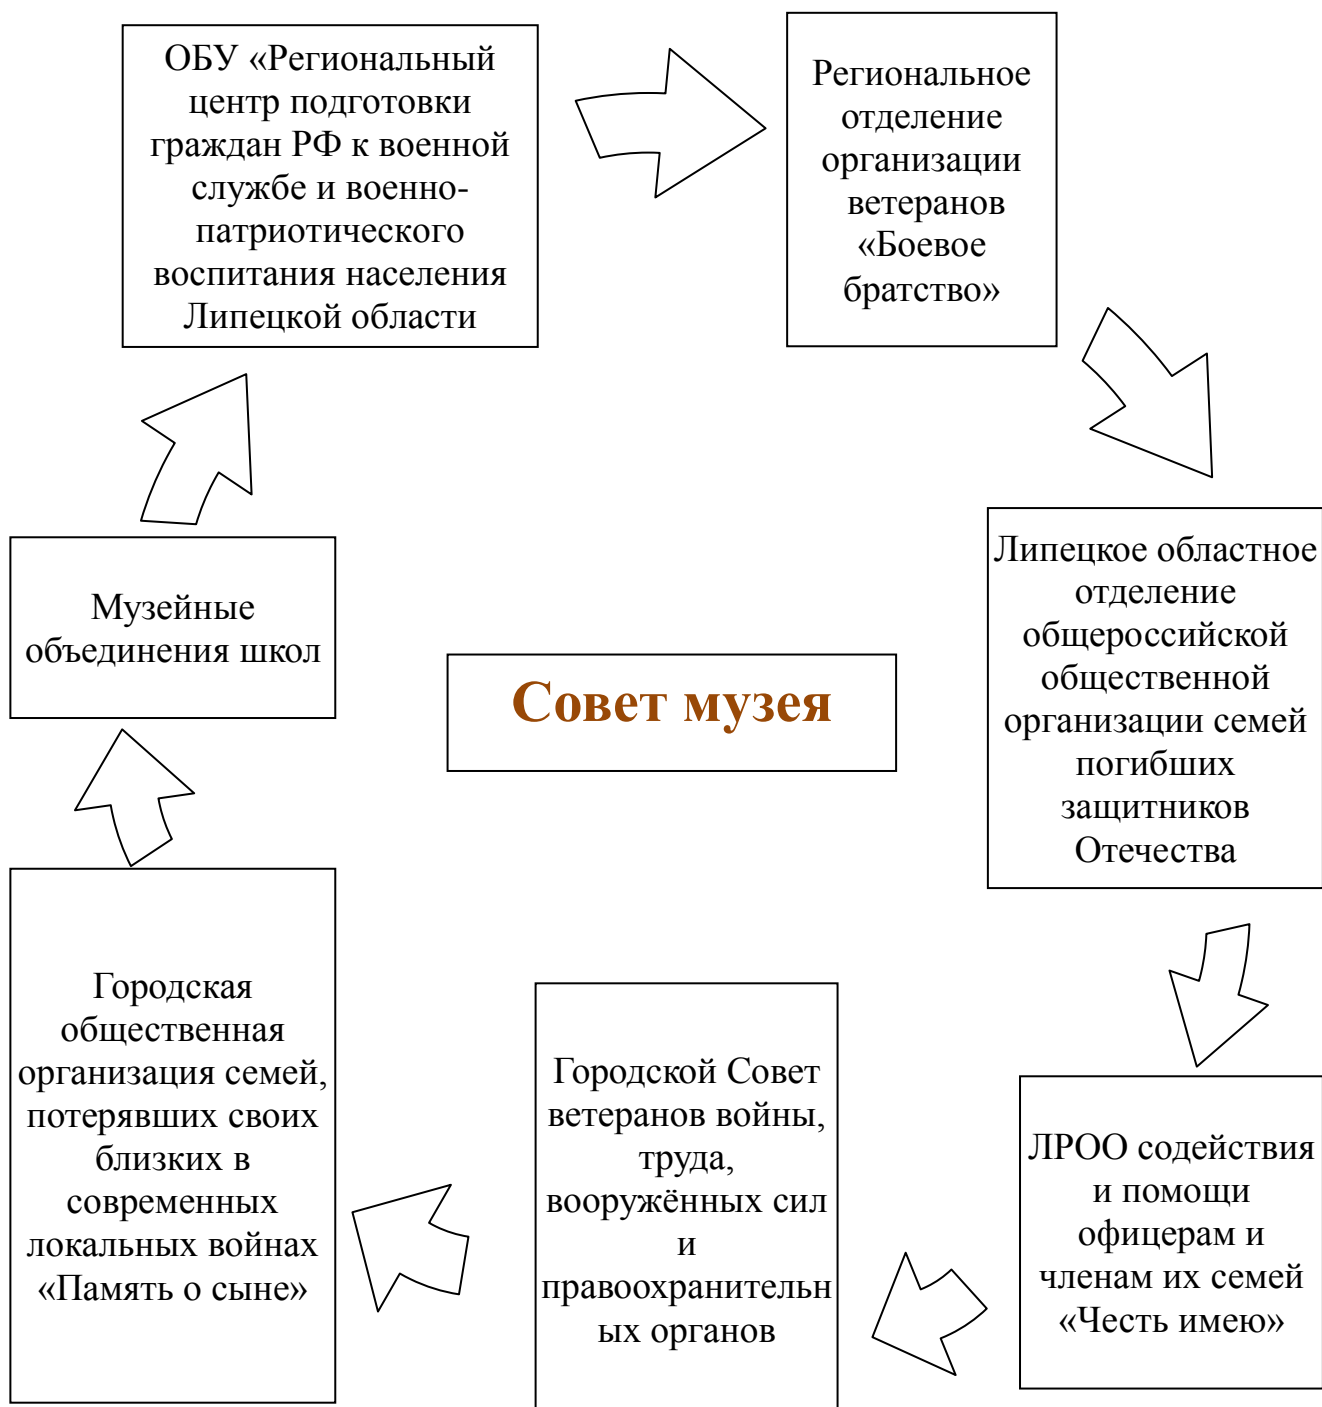 ОБУ «Региональный
центр подготовки
граждан РФ к военной
службе и военно-
патриотического
воспитания населения
Липецкой области
Региональное
отделение
организации
ветеранов
«Боевое
братство»
Липецкое областное
отделение
общероссийской
общественной
организации семей
погибших
защитников
Отечества
Музейные
объединения школ
Совет музея
Городская
общественная
организация семей,
потерявших своих
близких в
современных
локальных войнах
«Память о сыне»
Городской Совет
ветеранов войны,
труда,
вооружённых сил
и
правоохранительн
ых органов
ЛРОО содействия
и помощи
офицерам и
членам их семей
«Честь имею»